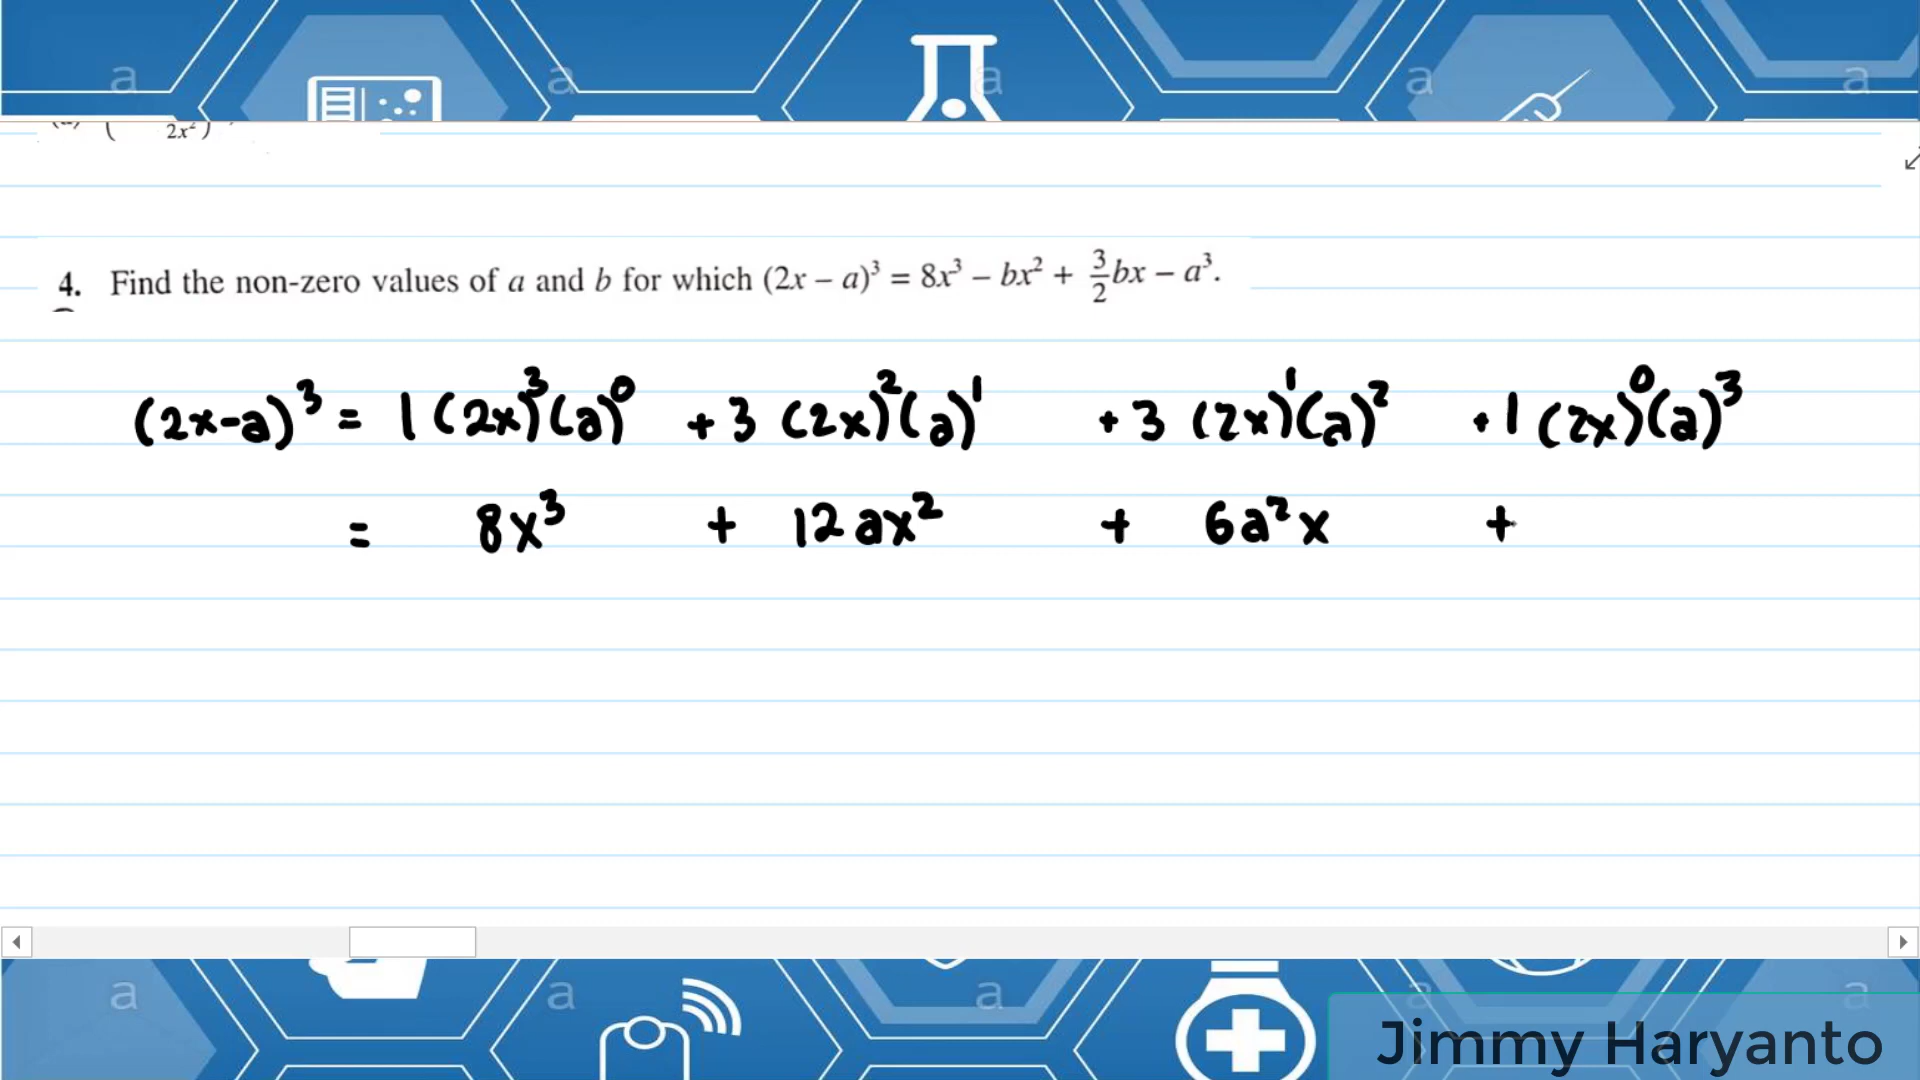 2x²)
4. Find the non-zero values of a and b for which (2x – a)³ = 8x³ – bx² + 3/2 bx – a³.
(2x-a)³ = 1(2x)³(a)⁰ + 3(2x)²(a)¹ + 3(2x)¹(a)² + 1(2x)⁰(a)³
= 8x³ + 12ax² + 6a²x +
Jimmy Haryanto
a a a a a
a a a a a